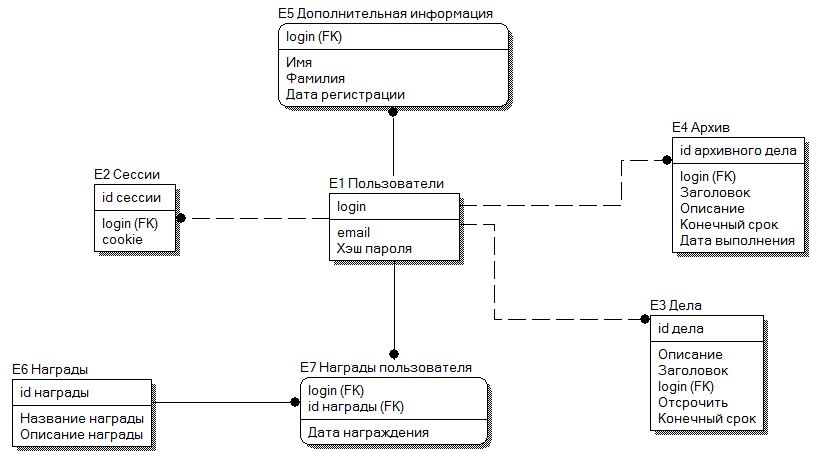 E5 Дополнительная информация
login (FK)
Имя
Фамилия
Дата регистрации
E4 Архив
id архивного дела
login (FK)
Заголовок
Описание
Конечный срок
Дата выполнения
E2 Сессии
id сессии
login (FK)
cookie
E1 Пользователи
login
email
Хэш пароля
E3 Дела
id дела
Описание
Заголовок
login (FK)
Отсрочить
Конечный срок
E6 Награды
id награды
Название награды
Описание награды
E7 Награды пользователя
login (FK)
id награды (FK)
Дата награждения